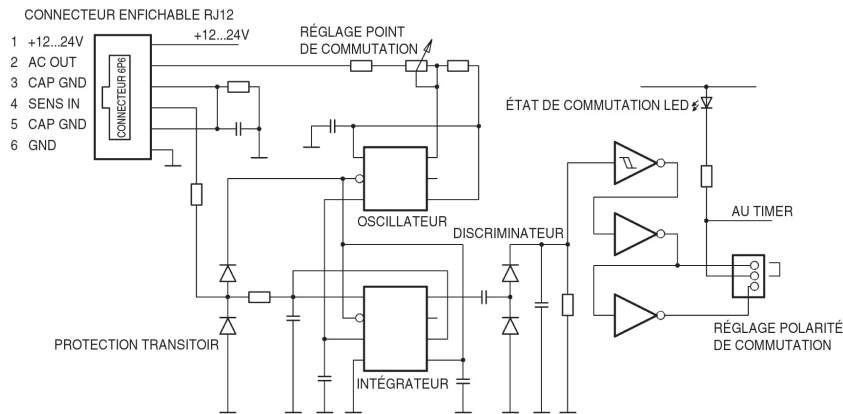 CONNECTEUR ENFICHABLE RJ12
1 +12...24V
2 AC OUT
3 CAP GND
4 SENS IN
5 CAP GND
6 GND
CONNECTEUR 6P6
+12...24V
RÉGLAGE POINT
DE COMMUTATION
ÉTAT DE COMMUTATION LED
OSCILLATEUR
DISCRIMINATEUR
AU TIMER
PROTECTION TRANSITOIR
INTÉGRATEUR
RÉGLAGE POLARITÉ
DE COMMUTATION